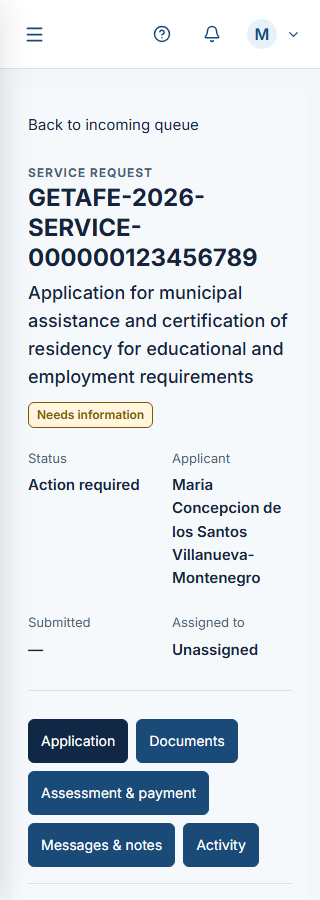 M
Back to incoming queue
SERVICE REQUEST
GETAFE-2026-
SERVICE-
000000123456789
Application for municipal
assistance and certification of
residency for educational and
employment requirements
Needs information
Status
Action required
Applicant
Maria
Concepcion de
los Santos
Villanueva-
Montenegro
Submitted
—
Assigned to
Unassigned
Application
Documents
Assessment & payment
Messages & notes
Activity